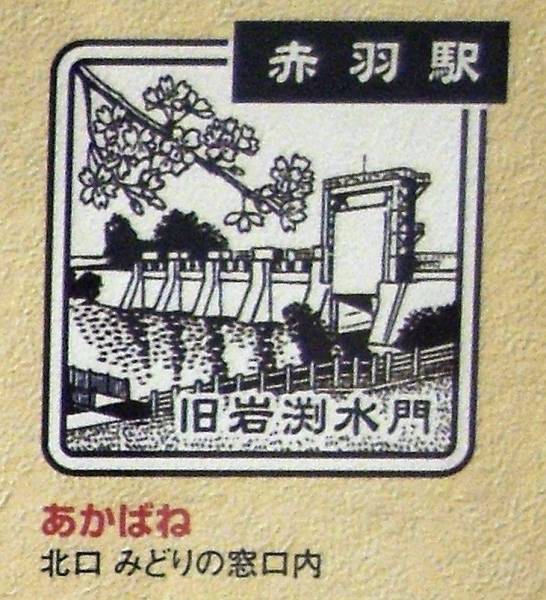 赤羽駅
旧岩渕水門
あかばね
北口 みどりの窓口内